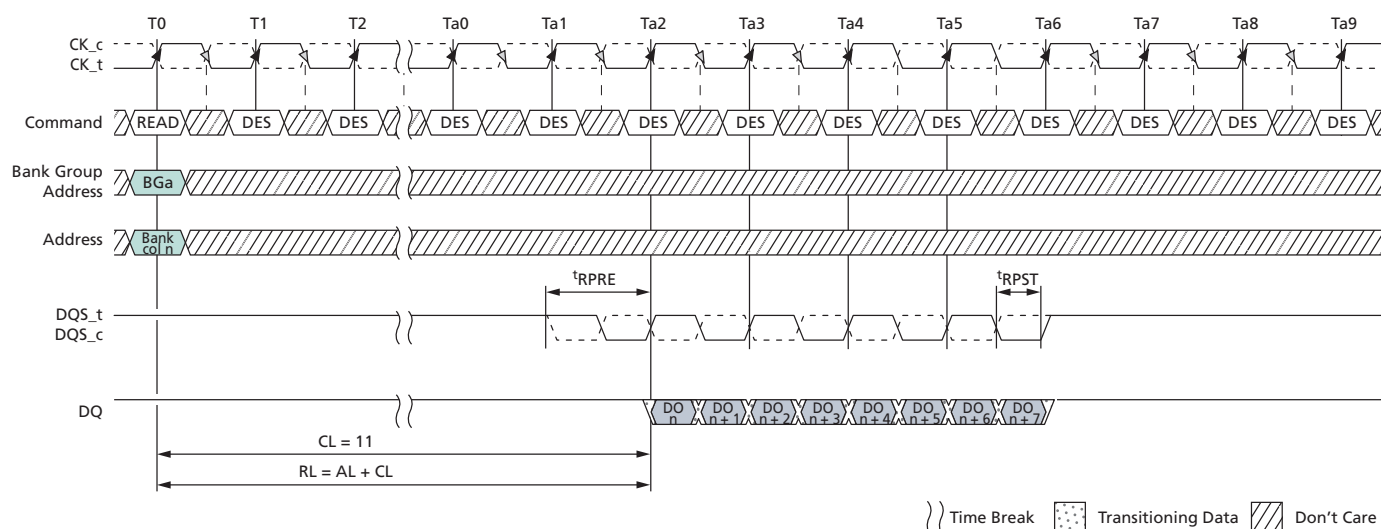 T0 T1 T2 Ta0 Ta1 Ta2 Ta3 Ta4 Ta5 Ta6 Ta7 Ta8 Ta9
CK_c
CK_t
Command READ DES DES DES DES DES DES DES DES DES DES DES DES
Bank Group
Address
BGa
Address
Bank
col n
tRPRE
tRPST
DQS_t
DQS_c
DQ
DO
n
DO
n + 1
DO
n + 2
DO
n + 3
DO
n + 4
DO
n + 5
DO
n + 6
DO
n + 7
CL = 11
RL = AL + CL
Time Break Transitioning Data Don't Care